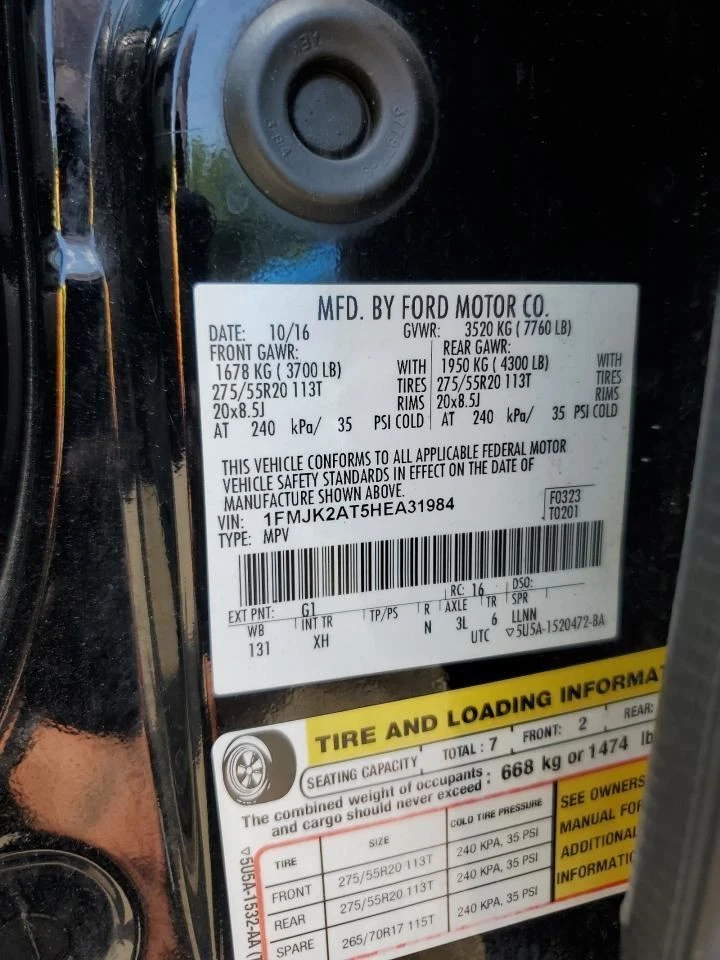 MFD. BY FORD MOTOR CO.
DATE: 10/16 GVWR: 3520 KG ( 7760 LB)
FRONT GAWR: REAR GAWR:
1678 KG ( 3700 LB) WITH 1950 KG ( 4300 LB) WITH
275/55R20 113T TIRES 275/55R20 113T TIRES
20x8.5J RIMS 20x8.5J RIMS
AT 240 kPa/ 35 PSI COLD AT 240 kPa/ 35 PSI COLD
THIS VEHICLE CONFORMS TO ALL APPLICABLE FEDERAL MOTOR
VEHICLE SAFETY STANDARDS IN EFFECT ON THE DATE OF
MANUFACTURE SHOWN ABOVE.
VIN: 1FMJK2AT5HEA31984 F0323
TYPE: MPV T0201
EXT PNT: G1 RC: 16 DSO:
WB INT TR TP/PS R AXLE TR SPR
131 XH N 3L 6 LLNN
UTC ▽5U5A-1520472-BA
TIRE AND LOADING INFORMA
SEATING CAPACITY TOTAL : 7 FRONT: 2 REAR:
The combined weight of occupants : 668 kg or 1474 lb
and cargo should never exceed
TIRE SIZE COLD TIRE PRESSURE
FRONT 275/55R20 113T 240 KPA, 35 PSI
REAR 275/55R20 113T 240 KPA, 35 PSI
SPARE 265/70R17 115T 240 KPA, 35 PSI
SEE OWNERS
MANUAL FOR
ADDITIONAL
INFORMATIO
▽5U5A-1532-AA (